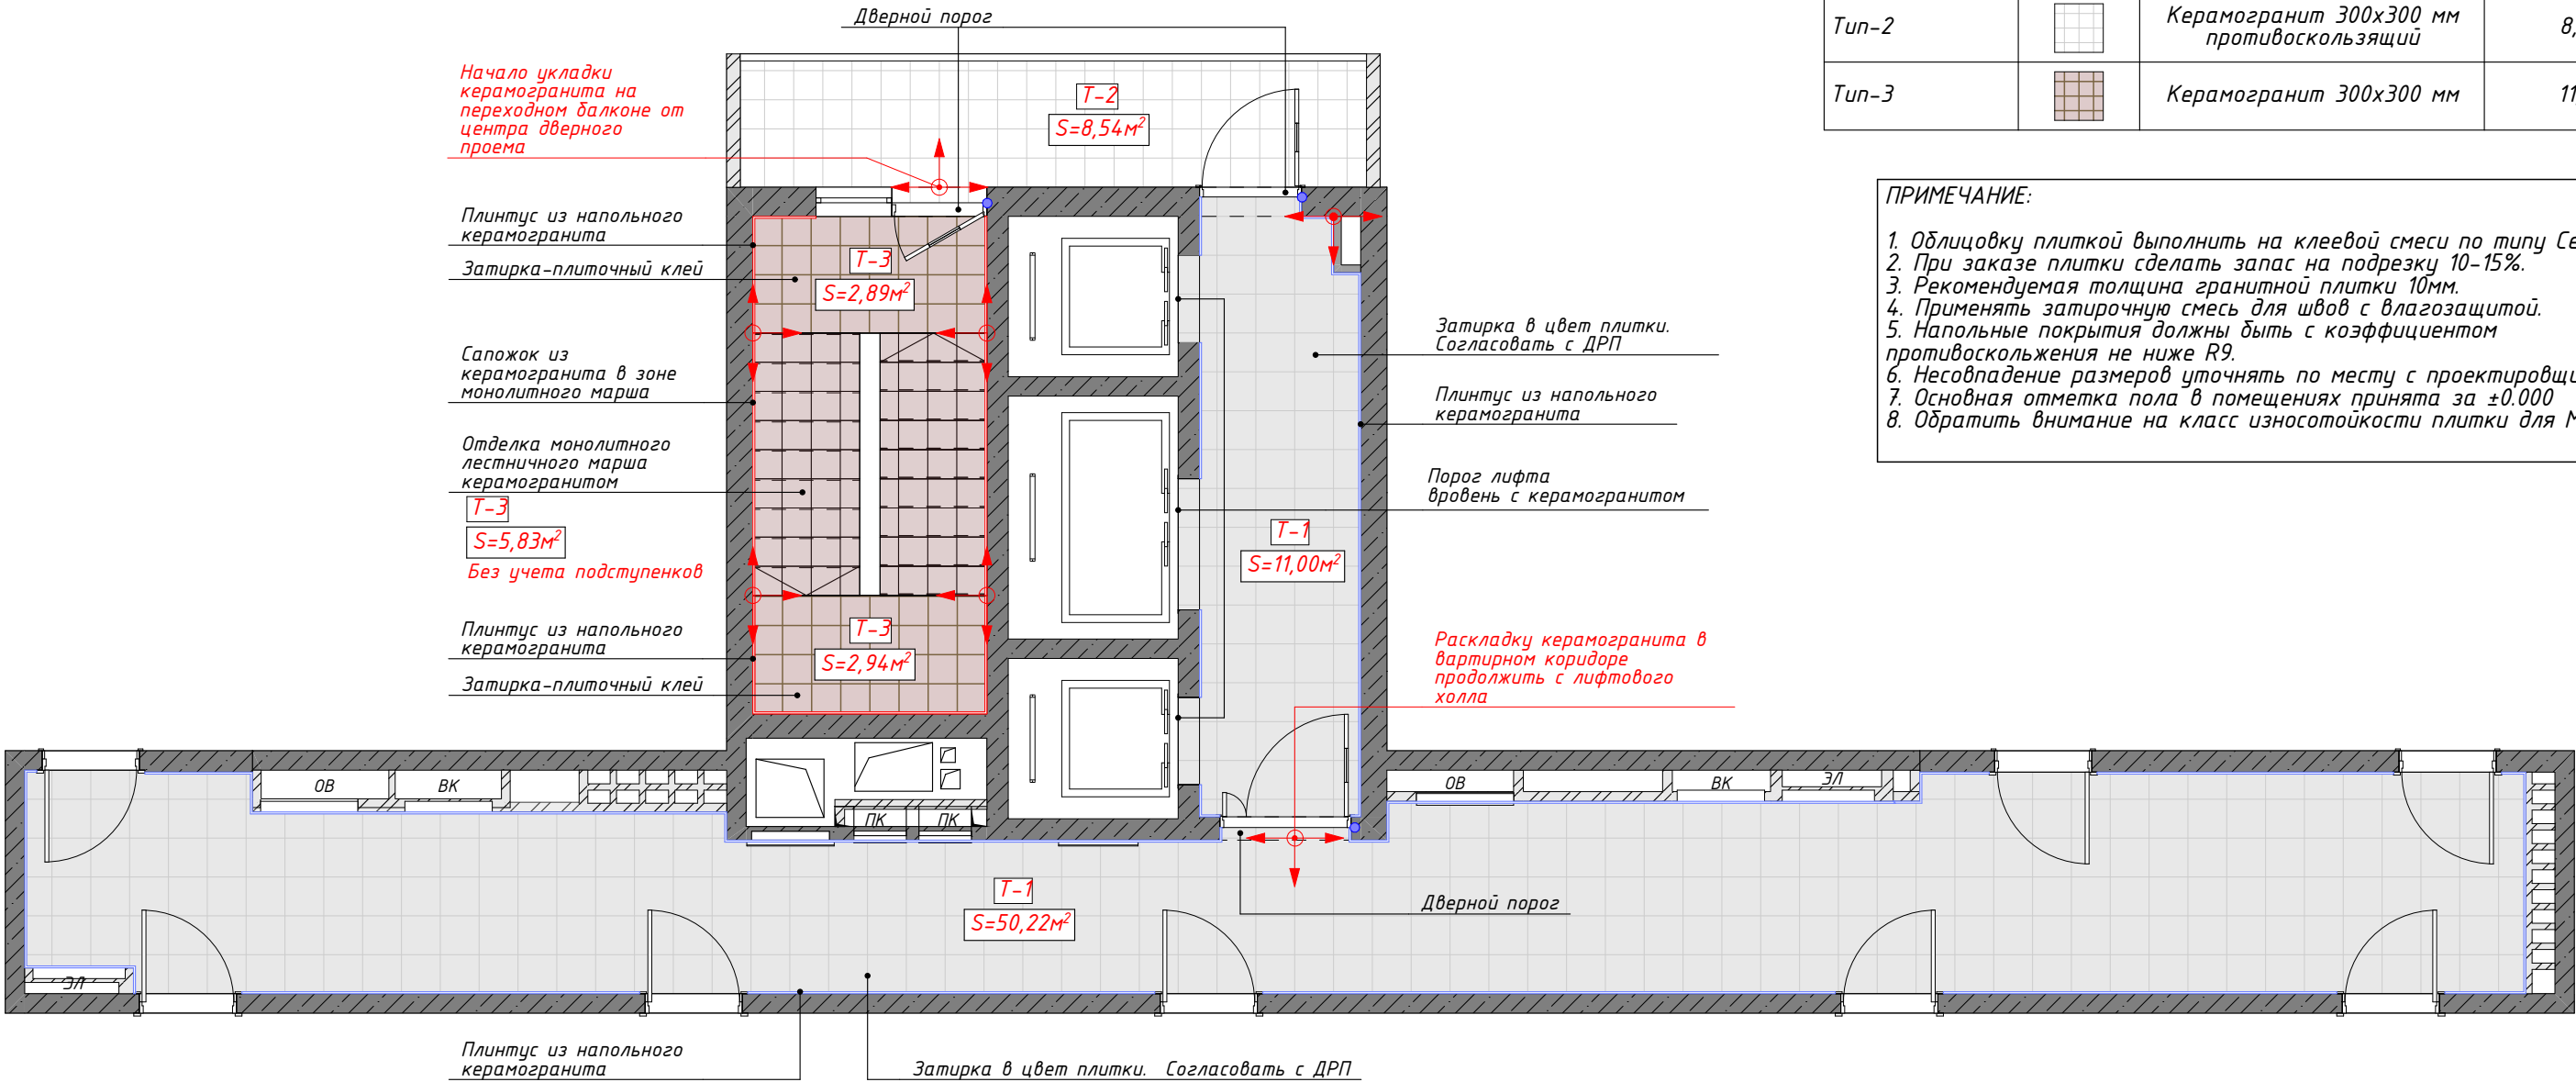 Дверной порог
Тип-2
Керамогранит 300х300 мм
противоскользящий
8,
Тип-3
Керамогранит 300х300 мм
11
Начало укладки
керамогранита на
переходном балконе от
центра дверного
проема
Т-2
S=8,54м²
ПРИМЕЧАНИЕ:
1. Облицовку плиткой выполнить на клеевой смеси по типу Се
2. При заказе плитки сделать запас на подрезку 10-15%.
3. Рекомендуемая толщина гранитной плитки 10мм.
4. Применять затирочную смесь для швов с влагозащитой.
5. Напольные покрытия должны быть с коэффициентом
противоскольжения не ниже R9.
6. Несовпадение размеров уточнять по месту с проектировщи
7. Основная отметка пола в помещениях принята за ±0.000
8. Обратить внимание на класс износотойкости плитки для М
Плинтус из напольного
керамогранита
Затирка-плиточный клей
Т-3
S=2,89м²
Сапожок из
керамогранита в зоне
монолитного марша
Отделка монолитного
лестничного марша
керамогранитом
Т-3
S=5,83м²
Без учета подступенков
Плинтус из напольного
керамогранита
Затирка-плиточный клей
Т-3
S=2,94м²
Затирка в цвет плитки.
Согласовать с ДРП
Плинтус из напольного
керамогранита
Порог лифта
вровень с керамогранитом
Т-1
S=11,00м²
Раскладку керамогранита в
вартирном коридоре
продолжить с лифтового
холла
ОВ
ВК
ПК
ПК
ОВ
ВК
ЭЛ
Т-1
S=50,22м²
Дверной порог
ЭЛ
Плинтус из напольного
керамогранита
Затирка в цвет плитки. Согласовать с ДРП